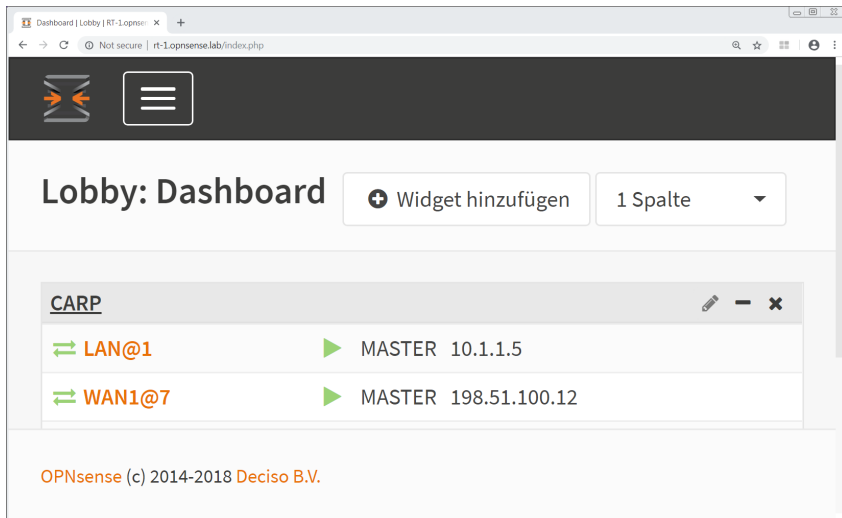 Dashboard | Lobby | RT-1.opnsen
Not secure | rt-1.opnsense.lab/index.php
Lobby: Dashboard
Widget hinzufügen
1 Spalte
CARP
LAN@1 MASTER 10.1.1.5
WAN1@7 MASTER 198.51.100.12
OPNsense (c) 2014-2018 Deciso B.V.